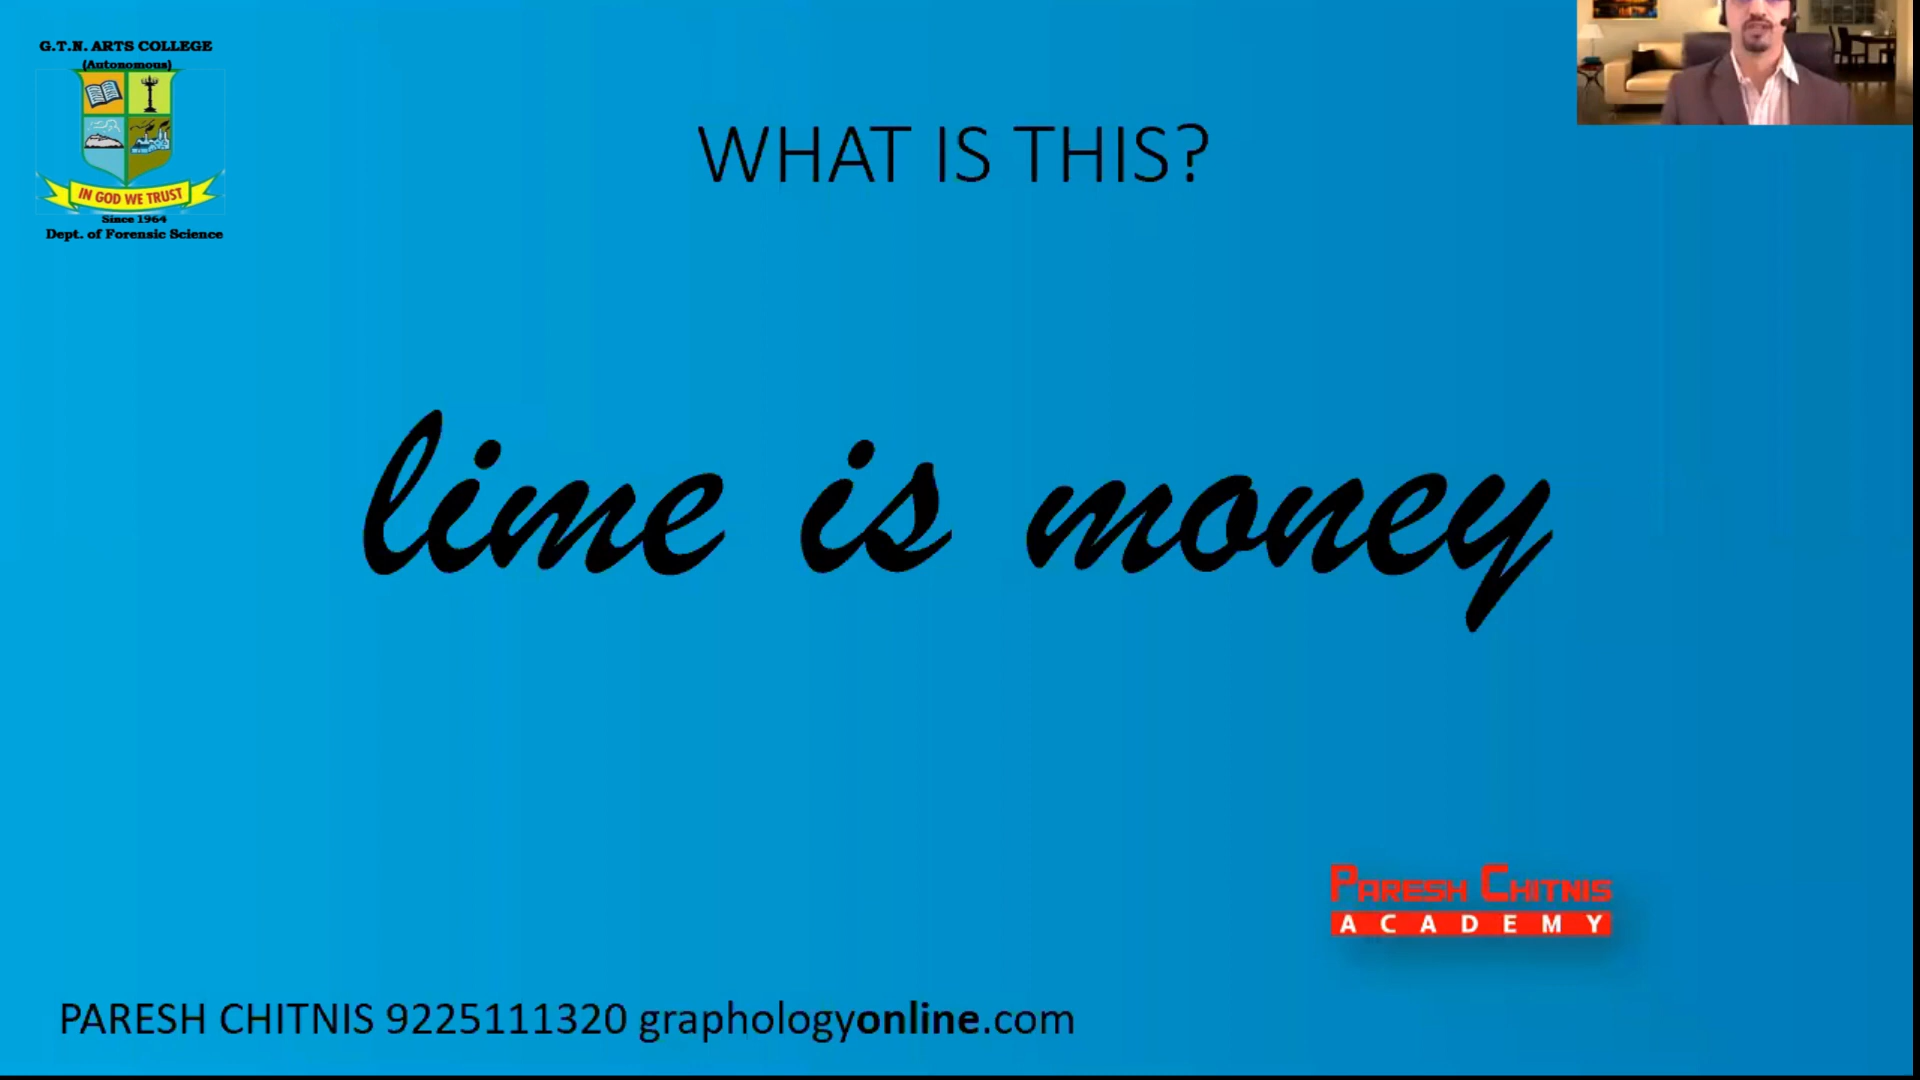 G.T.N. ARTS COLLEGE
(Autonomous)
IN GOD WE TRUST
Since 1964
Dept. of Forensic Science
WHAT IS THIS?
lime is money
PARESH CHITNIS
ACADEMY
PARESH CHITNIS 9225111320 graphologyonline.com